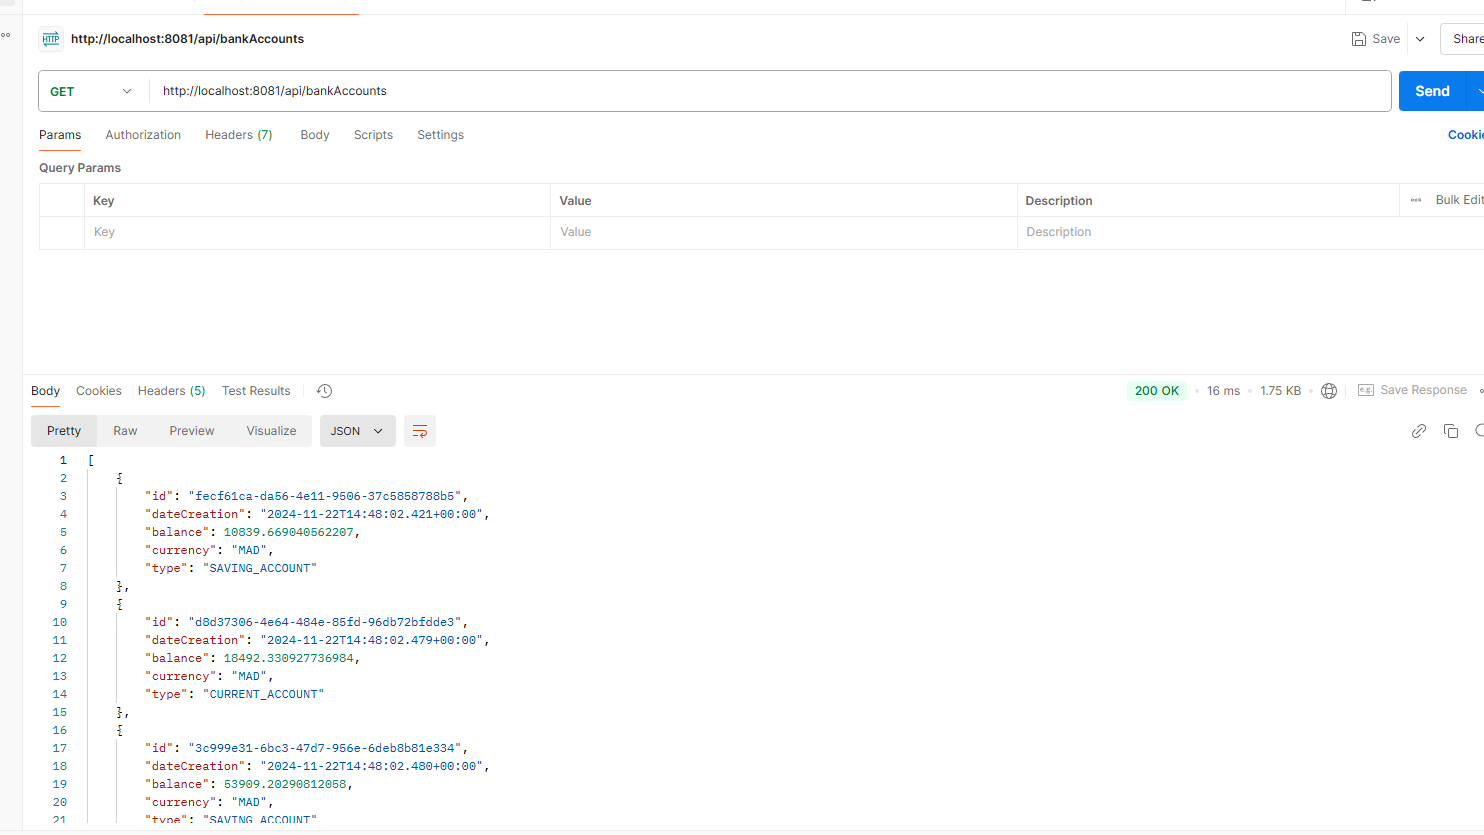 HTTP http://localhost:8081/api/bankAccounts Save Share
GET http://localhost:8081/api/bankAccounts Send
Params Authorization Headers (7) Body Scripts Settings Cookie
Query Params
Key Value Description Bulk Edit
Key Value Description
Body Cookies Headers (5) Test Results 200 OK 16 ms 1.75 KB e.g. Save Response
Pretty Raw Preview Visualize JSON
1 [
2 {
3 "id": "fecf61ca-da56-4e11-9506-37c5858788b5",
4 "dateCreation": "2024-11-22T14:48:02.421+00:00",
5 "balance": 10839.669040562207,
6 "currency": "MAD",
7 "type": "SAVING_ACCOUNT"
8 },
9 {
10 "id": "d8d37306-4e64-484e-85fd-96db72bfdde3",
11 "dateCreation": "2024-11-22T14:48:02.479+00:00",
12 "balance": 18492.330927736984,
13 "currency": "MAD",
14 "type": "CURRENT_ACCOUNT"
15 },
16 {
17 "id": "3c999e31-6bc3-47d7-956e-6deb8b81e334",
18 "dateCreation": "2024-11-22T14:48:02.480+00:00",
19 "balance": 53909.20290812058,
20 "currency": "MAD",
21 "type": "SAVING_ACCOUNT"